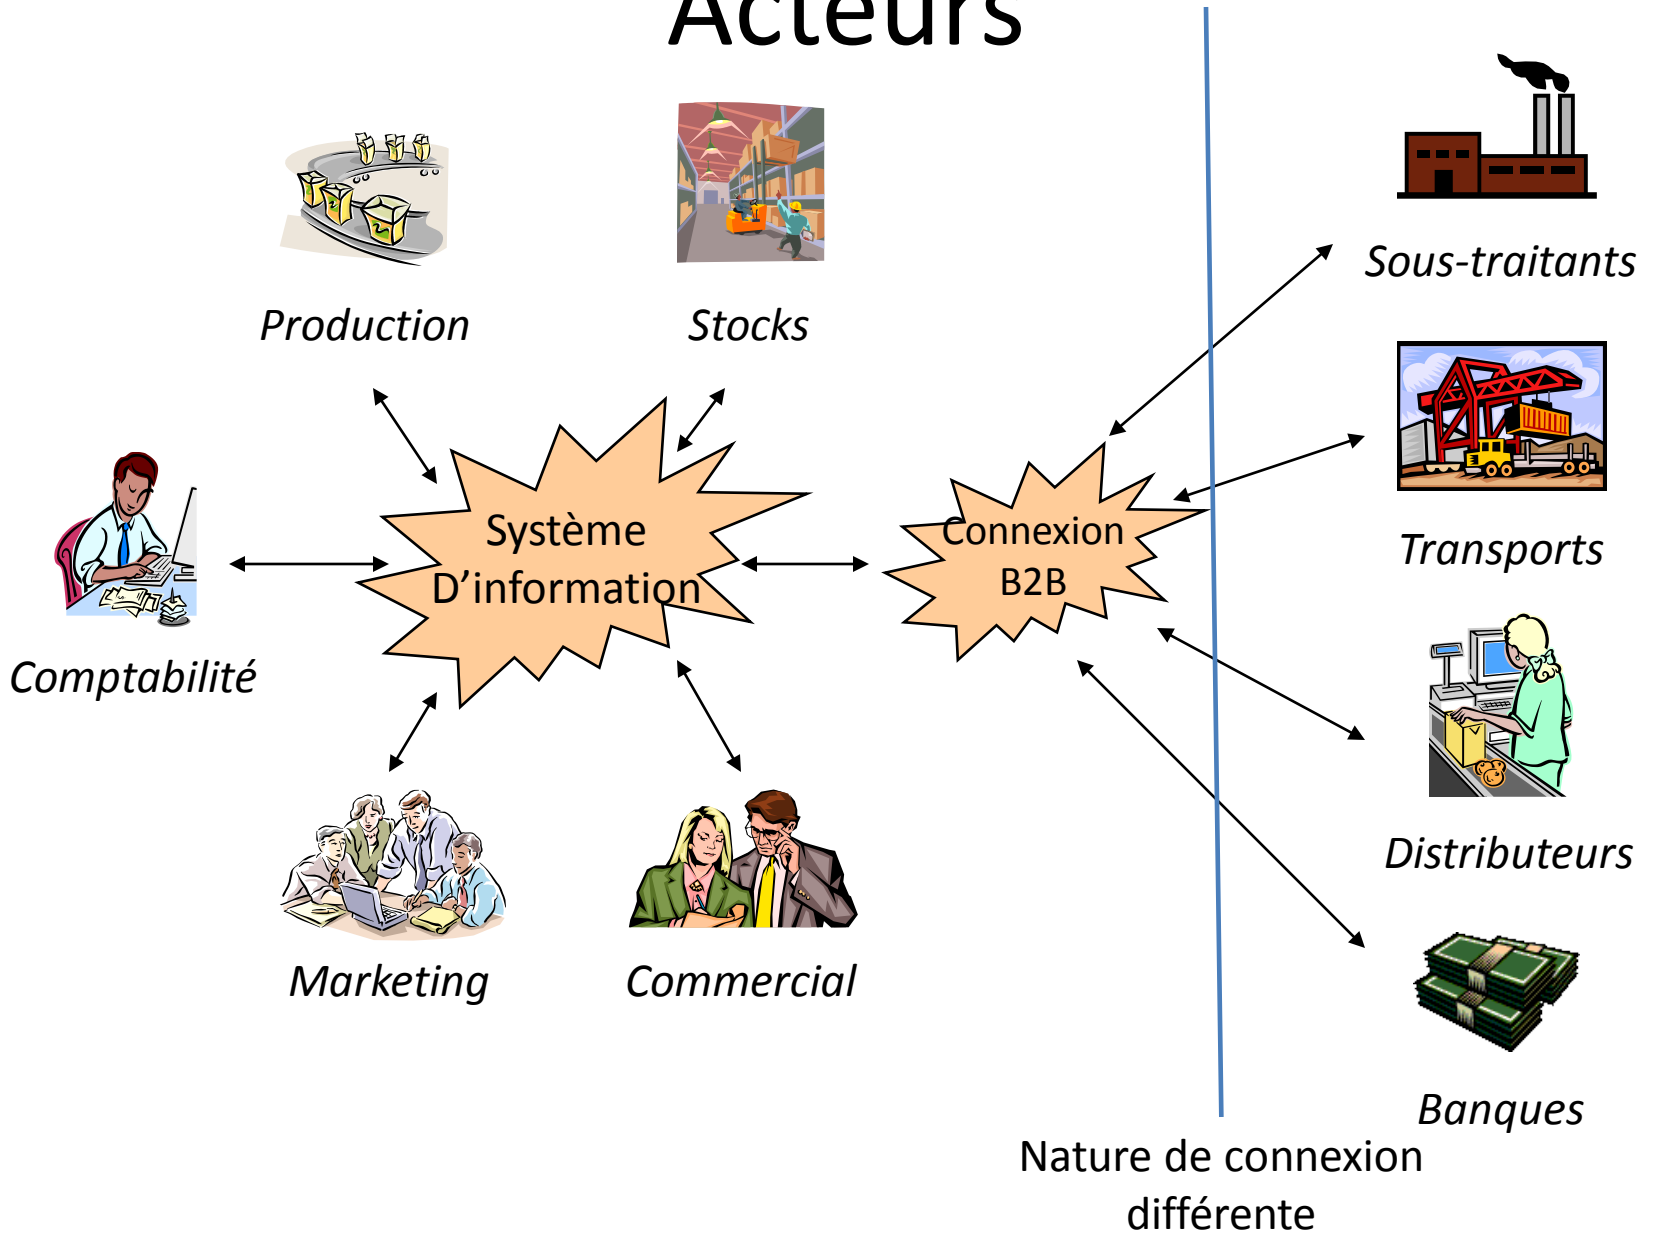 Acteurs
Sous-traitants
Production
Stocks
Système
D’information
Connexion
B2B
Transports
Comptabilité
Distributeurs
Marketing
Commercial
Banques
Nature de connexion
différente